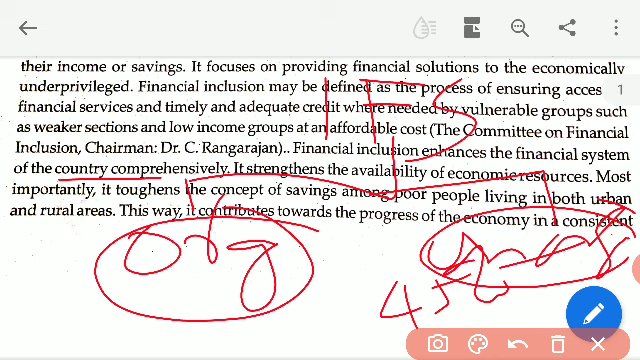 their income or savings. It focuses on providing financial solutions to the economically
underprivileged. Financial inclusion may be defined as the process of ensuring acces
1
financial services and timely and adequate credit where needed by vulnerable groups such
as weaker sections and low income groups at an affordable cost (The Committee on Financial
Inclusion, Chairman: Dr. C. Rangarajan).. Financial inclusion enhances the financial system
of the country comprehensively. It strengthens the availability of economic resources. Most
importantly, it toughens the concept of savings among poor people living in both urban
and rural areas. This way, it contributes towards the progress of the economy in a consistent
IFS
org